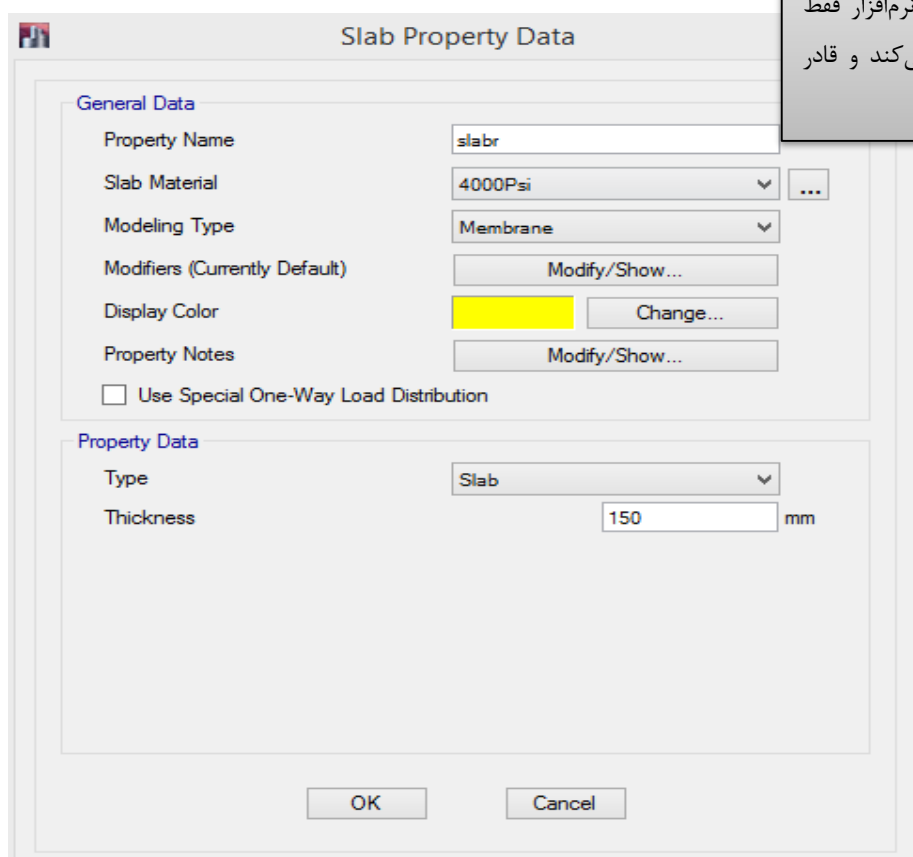 نرم‌افزار فقط
کند و قادر
Slab Property Data
General Data
Property Name slabr
Slab Material 4000Psi ...
Modeling Type Membrane
Modifiers (Currently Default) Modify/Show...
Display Color Change...
Property Notes Modify/Show...
Use Special One-Way Load Distribution
Property Data
Type Slab
Thickness 150 mm
OK Cancel